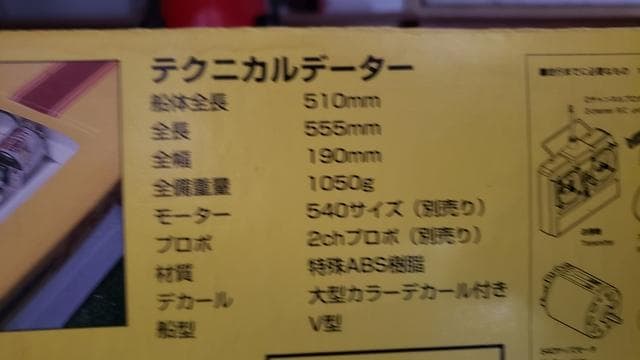 テクニカルデーター
船体全長 510mm
全長 555mm
全幅 190mm
全備重量 1050g
モーター 540サイズ（別売り）
プロポ 2chプロポ（別売り）
材質 特殊ABS樹脂
デカール 大型カラーデカール付き
船型 V型